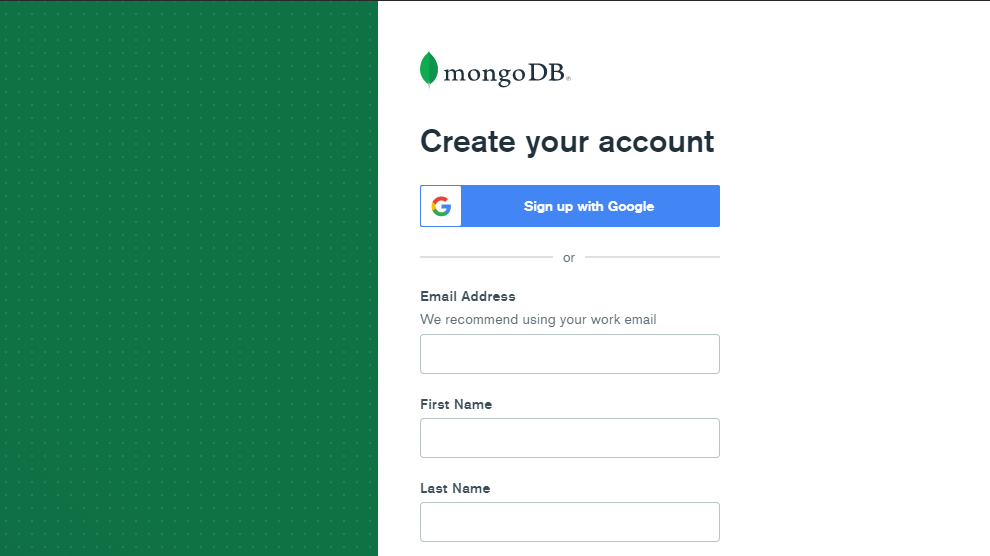 mongoDB®
Create your account
Sign up with Google
or
Email Address
We recommend using your work email
First Name
Last Name